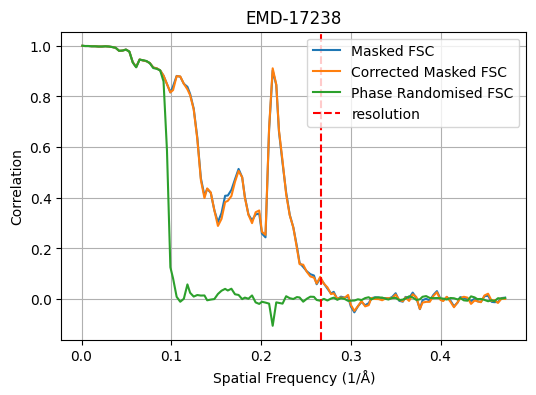 EMD-17238
Masked FSC
Corrected Masked FSC
Phase Randomised FSC
resolution
Correlation
1.0
0.8
0.6
0.4
0.2
0.0
0.0 0.1 0.2 0.3 0.4
Spatial Frequency (1/Å)